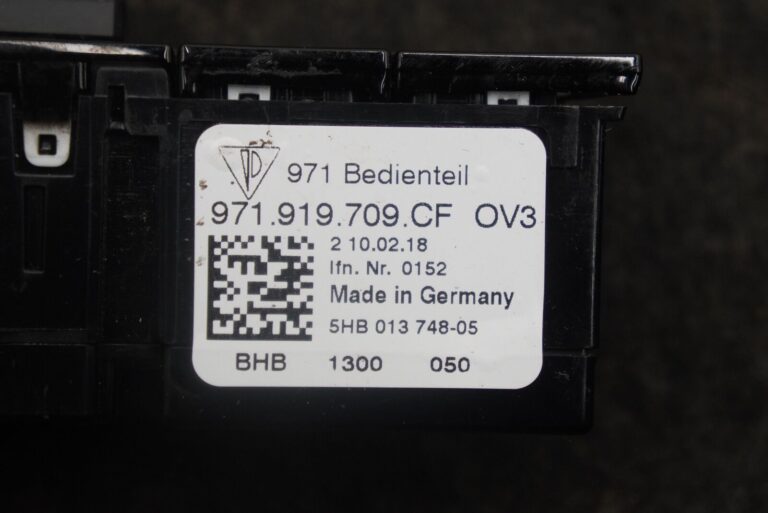 971 Bedienteil
971.919.709.CF OV3
2 10.02.18
lfn. Nr. 0152
Made in Germany
5HB 013 748-05
BHB 1300 050